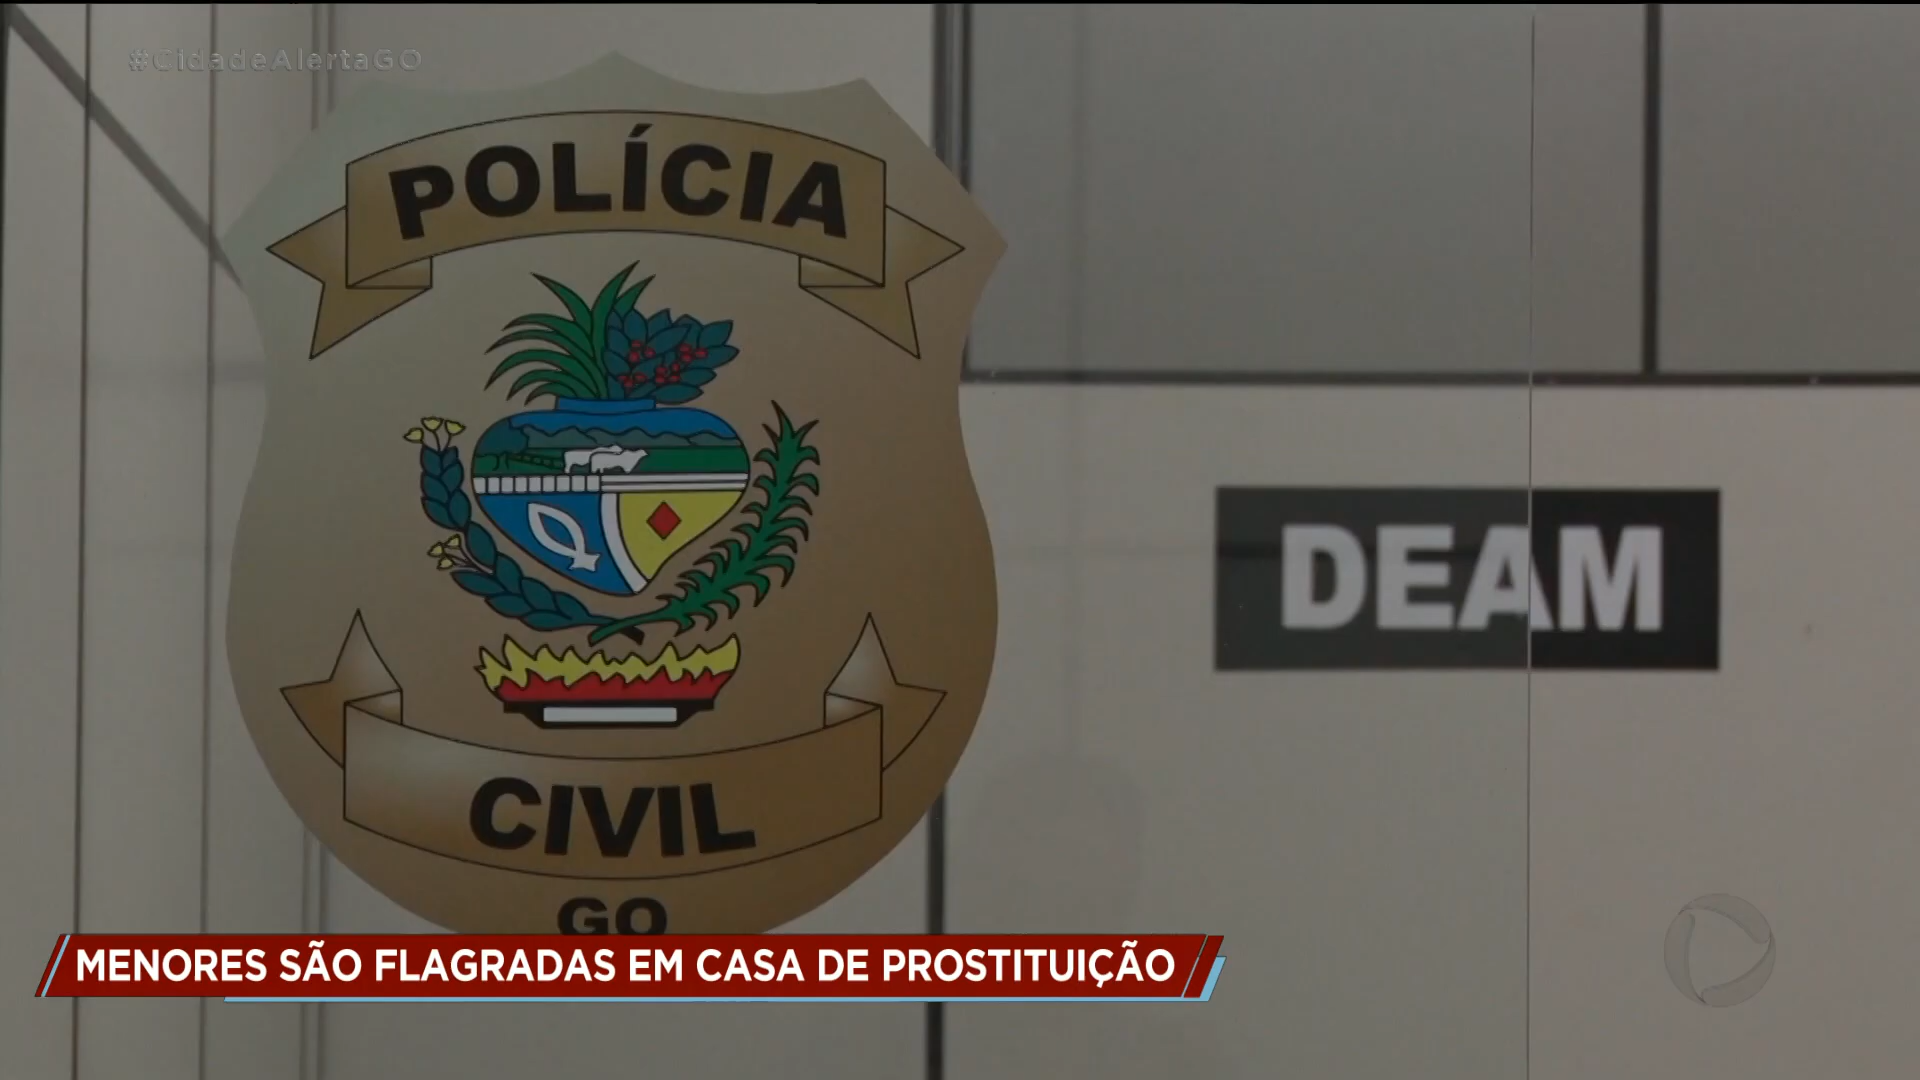 #CidadeAlertaGO
POLÍCIA
CIVIL
GO
DEAM
MENORES SÃO FLAGRADAS EM CASA DE PROSTITUIÇÃO